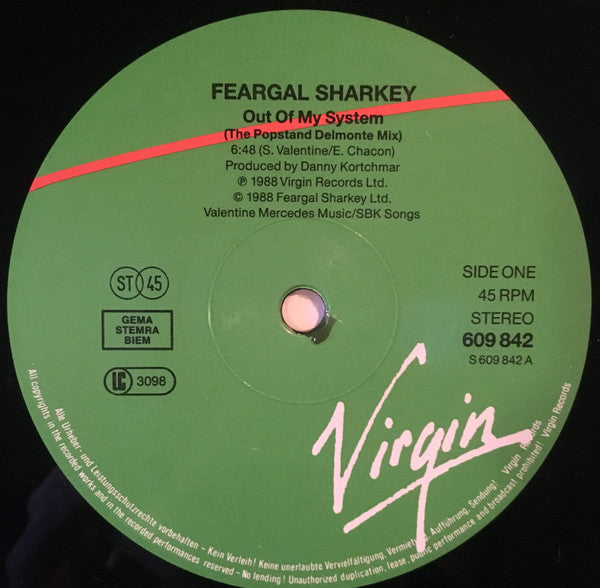 FEARGAL SHARKEY
Out Of My System
(The Popstand Delmonte Mix)
6:48 (S. Valentine/E. Chacon)
Produced by Danny Kortchmar
℗ 1988 Virgin Records Ltd.
© 1988 Feargal Sharkey Ltd.
Valentine Mercedes Music/SBK Songs
ST 45
GEMA
STEMRA
BIEM
LC 3098
SIDE ONE
45 RPM
STEREO
609 842
S 609 842 A
Virgin
Alle Urheber- und Leistungsschutzrechte vorbehalten – Kein Verleih! Keine unerlaubte Vervielfältigung, Vermietung, Aufführung, Sendung! Virgin Records
All copyrights in the recorded works and in the recorded performances reserved – No lending! Unauthorized duplication, lease, public performance and broadcast prohibited! Virgin Records